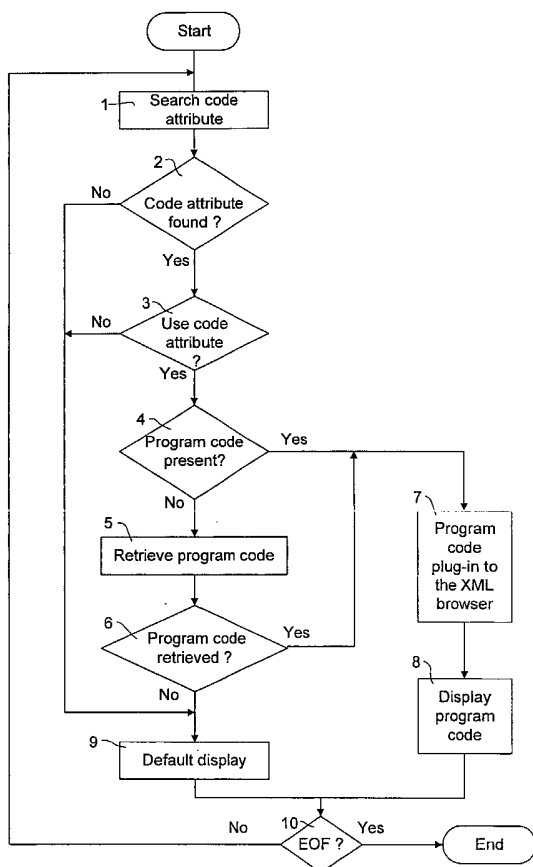 Start
1
Search code
attribute
2
No
Code attribute
found ?
Yes
3
No
Use code
attribute
?
Yes
4
Program code
present?
Yes
No
5
Retrieve program code
7
Program
code
plug-in to
the XML
browser
6
Program code
retrieved ?
Yes
No
8
Display
program
code
9
Default display
No
10
EOF ?
Yes
End